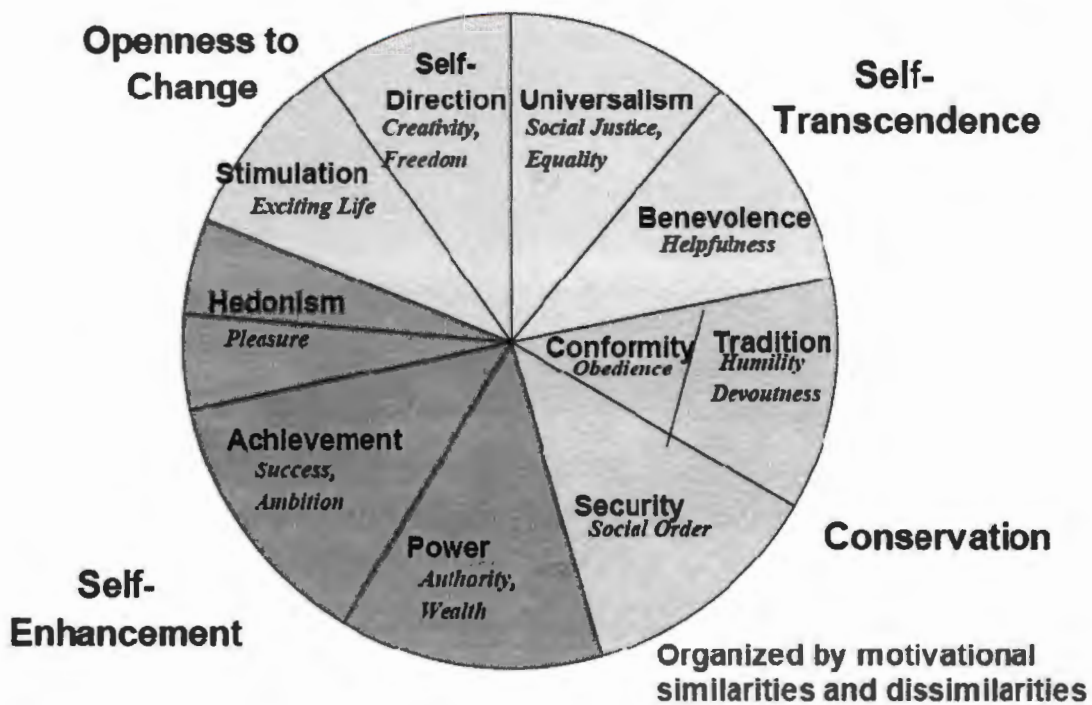 Openness to
Change
Self-
Direction
Creativity,
Freedom
Universalism
Social Justice,
Equality
Self-
Transcendence
Stimulation
Exciting Life
Benevolence
Helpfulness
Hedonism
Pleasure
Conformity
Obedience
Tradition
Humility
Devoutness
Achievement
Success,
Ambition
Security
Social Order
Power
Authority,
Wealth
Conservation
Self-
Enhancement
Organized by motivational
similarities and dissimilarities